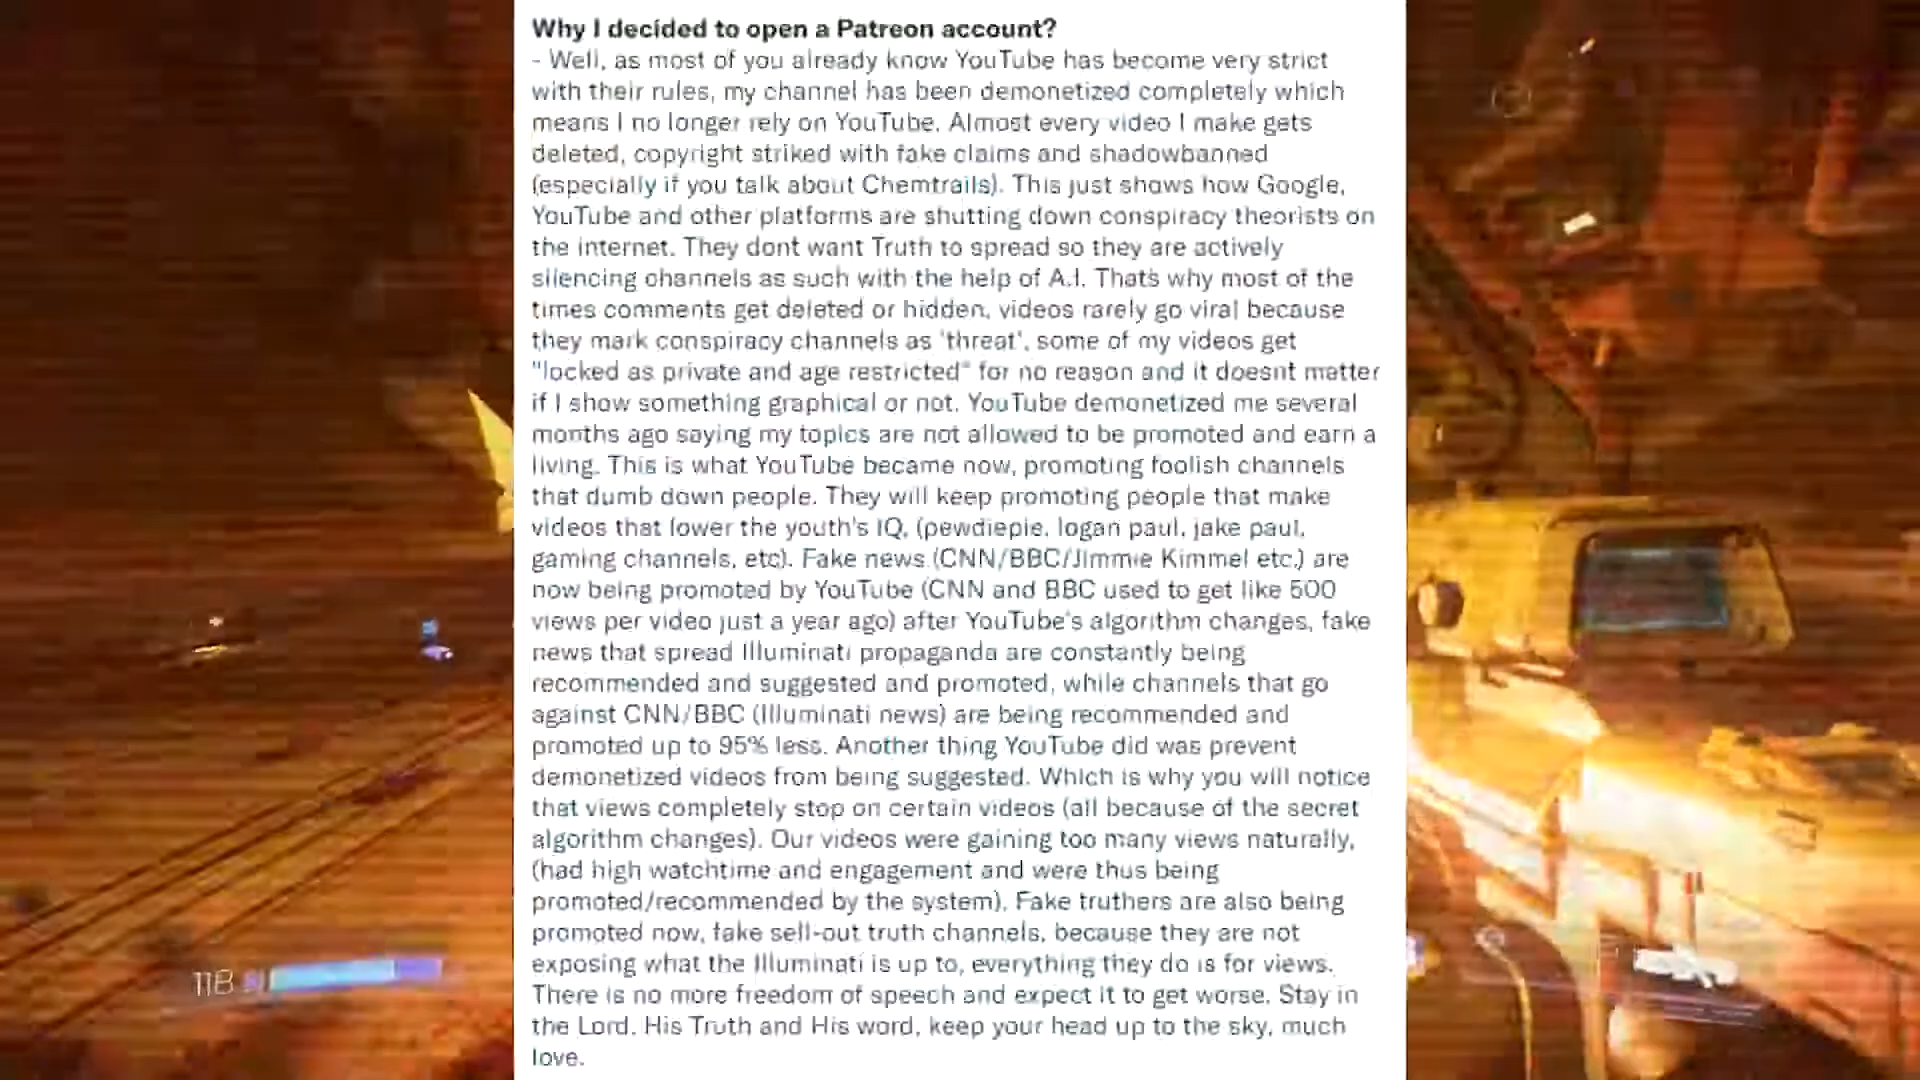 Why I decided to open a Patreon account?
- Well, as most of you already know YouTube has become very strict
with their rules, my channel has been demonetized completely which
means I no longer rely on YouTube. Almost every video I make gets
deleted, copyright striked with fake claims and shadowbanned
(especially if you talk about Chemtrails). This just shows how Google,
YouTube and other platforms are shutting down conspiracy theorists on
the internet. They dont want Truth to spread so they are actively
silencing channels as such with the help of A.I. Thats why most of the
times comments get deleted or hidden, videos rarely go viral because
they mark conspiracy channels as 'threat', some of my videos get
"locked as private and age restricted" for no reason and it doesnt matter
if I show something graphical or not. YouTube demonetized me several
months ago saying my topics are not allowed to be promoted and earn a
living. This is what YouTube became now, promoting foolish channels
that dumb down people. They will keep promoting people that make
videos that lower the youth's IQ, (pewdiepie, logan paul, jake paul,
gaming channels, etc). Fake news (CNN/BBC/Jimmie Kimmel etc.) are
now being promoted by YouTube (CNN and BBC used to get like 500
views per video just a year ago) after YouTube's algorithm changes, fake
news that spread Illuminati propaganda are constantly being
recommended and suggested and promoted, while channels that go
against CNN/BBC (Illuminati news) are being recommended and
promoted up to 95% less. Another thing YouTube did was prevent
demonetized videos from being suggested. Which is why you will notice
that views completely stop on certain videos (all because of the secret
algorithm changes). Our videos were gaining too many views naturally,
(had high watchtime and engagement and were thus being
promoted/recommended by the system). Fake truthers are also being
promoted now, fake sell-out truth channels, because they are not
exposing what the Illuminati is up to, everything they do is for views.
There is no more freedom of speech and expect it to get worse. Stay in
the Lord. His Truth and His word, keep your head up to the sky, much
love.
118